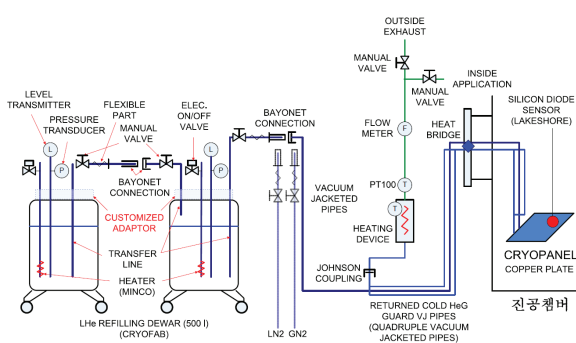 OUTSIDE
EXHAUST
MANUAL
VALVE
MANUAL
VALVE
INSIDE
APPLICATION
SILICON DIODE
SENSOR
(LAKESHORE)
LEVEL
TRANSMITTER
PRESSURE
TRANSDUCER
FLEXIBLE
PART
MANUAL
VALVE
ELEC.
ON/OFF
VALVE
BAYONET
CONNECTION
FLOW
METER
F
HEAT
BRIDGE
L
P
L
P
BAYONET
CONNECTION
CUSTOMIZED
ADAPTOR
VACUUM
JACKETED
PIPES
PT100
T
T
HEATING
DEVICE
TRANSFER
LINE
HEATER
(MINCO)
JOHNSON
COUPLING
CRYOPANEL
COPPER PLATE
진공챔버
LHe REFILLING DEWAR (500 l)
(CRYOFAB)
LN2
GN2
RETURNED COLD HeG
GUARD VJ PIPES
(QUADRUPLE VACUUM
JACKETED PIPES)